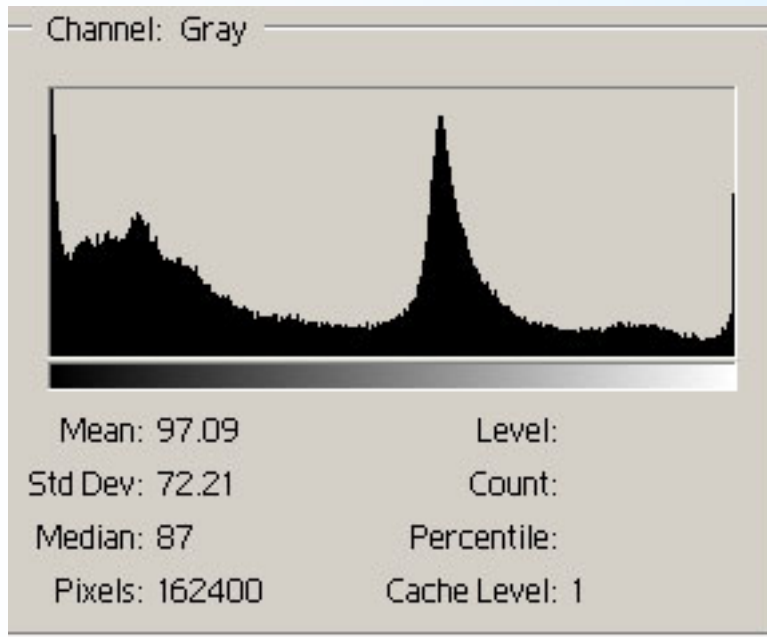 Channel: Gray
Mean: 97.09 Level:
Std Dev: 72.21 Count:
Median: 87 Percentile:
Pixels: 162400 Cache Level: 1